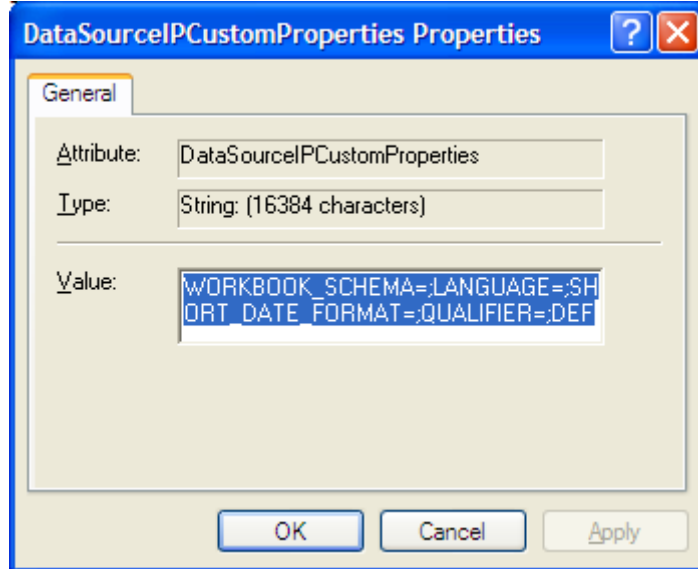 DataSourceIPCustomProperties Properties
General
Attribute: DataSourceIPCustomProperties
Type: String: (16384 characters)
Value: WORKBOOK_SCHEMA=;LANGUAGE=;SH
ORT_DATE_FORMAT=;QUALIFIER=;DEF
OK Cancel Apply